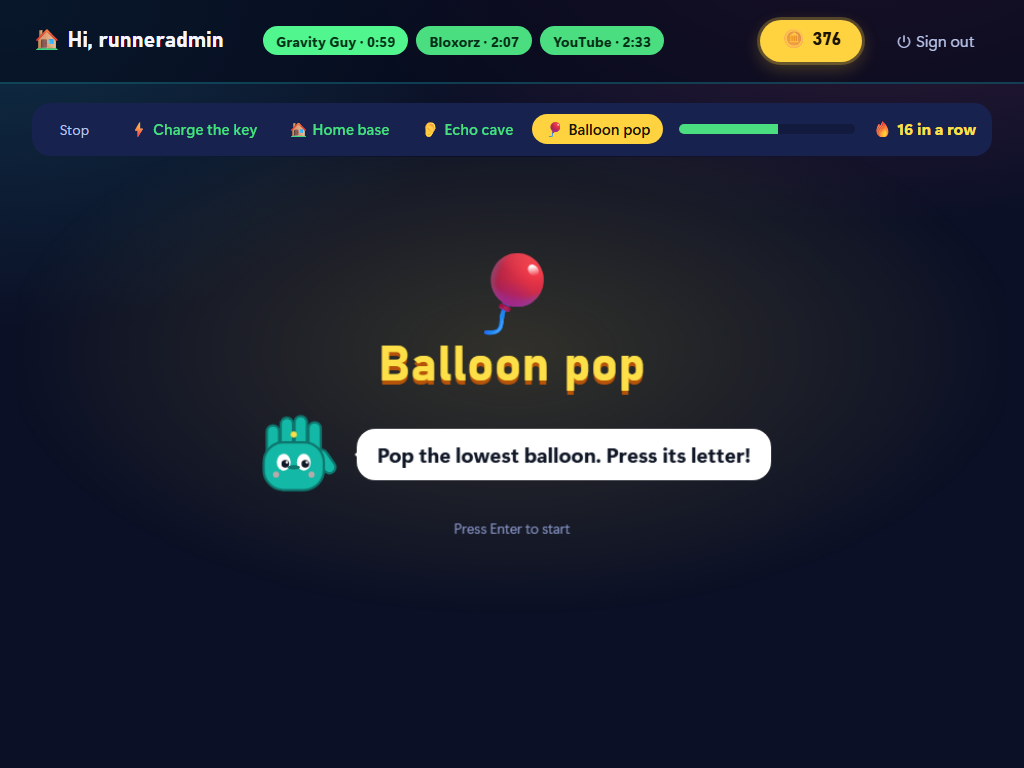 Hi, runneradmin
Gravity Guy · 0:59
Bloxorz · 2:07
YouTube · 2:33
376
Sign out
Stop
Charge the key
Home base
Echo cave
Balloon pop
16 in a row
Balloon pop
Pop the lowest balloon. Press its letter!
Press Enter to start